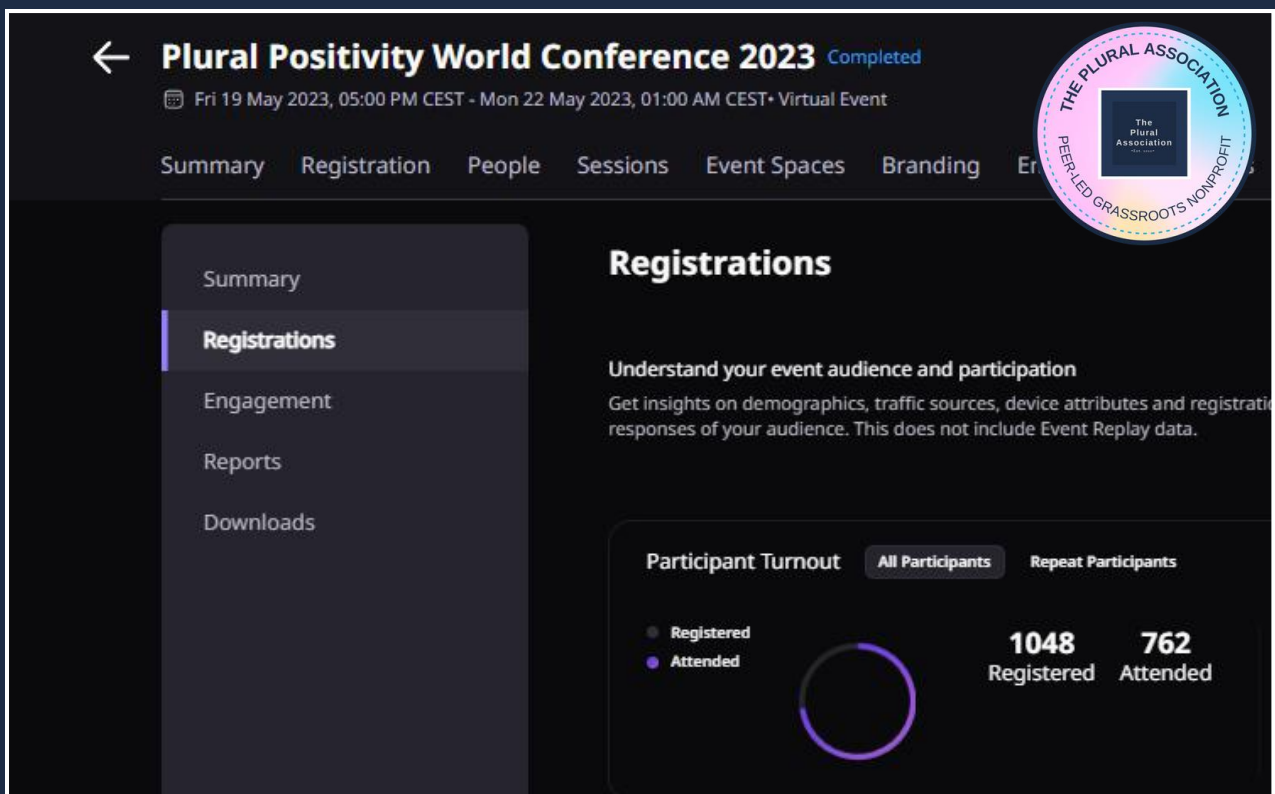 Plural Positivity World Conference 2023 Completed
Fri 19 May 2023, 05:00 PM CEST - Mon 22 May 2023, 01:00 AM CEST• Virtual Event
THE PLURAL ASSOCIATION
The
Plural
Association
PEER-LED GRASSROOTS NONPROFIT
Summary Registration People Sessions Event Spaces Branding
Summary
Registrations
Engagement
Reports
Downloads
Registrations
Understand your event audience and participation
Get insights on demographics, traffic sources, device attributes and
responses of your audience. This does not include Event Replay data.
Participant Turnout All Participants Repeat Participants
Registered
Attended
1048 762
Registered Attended